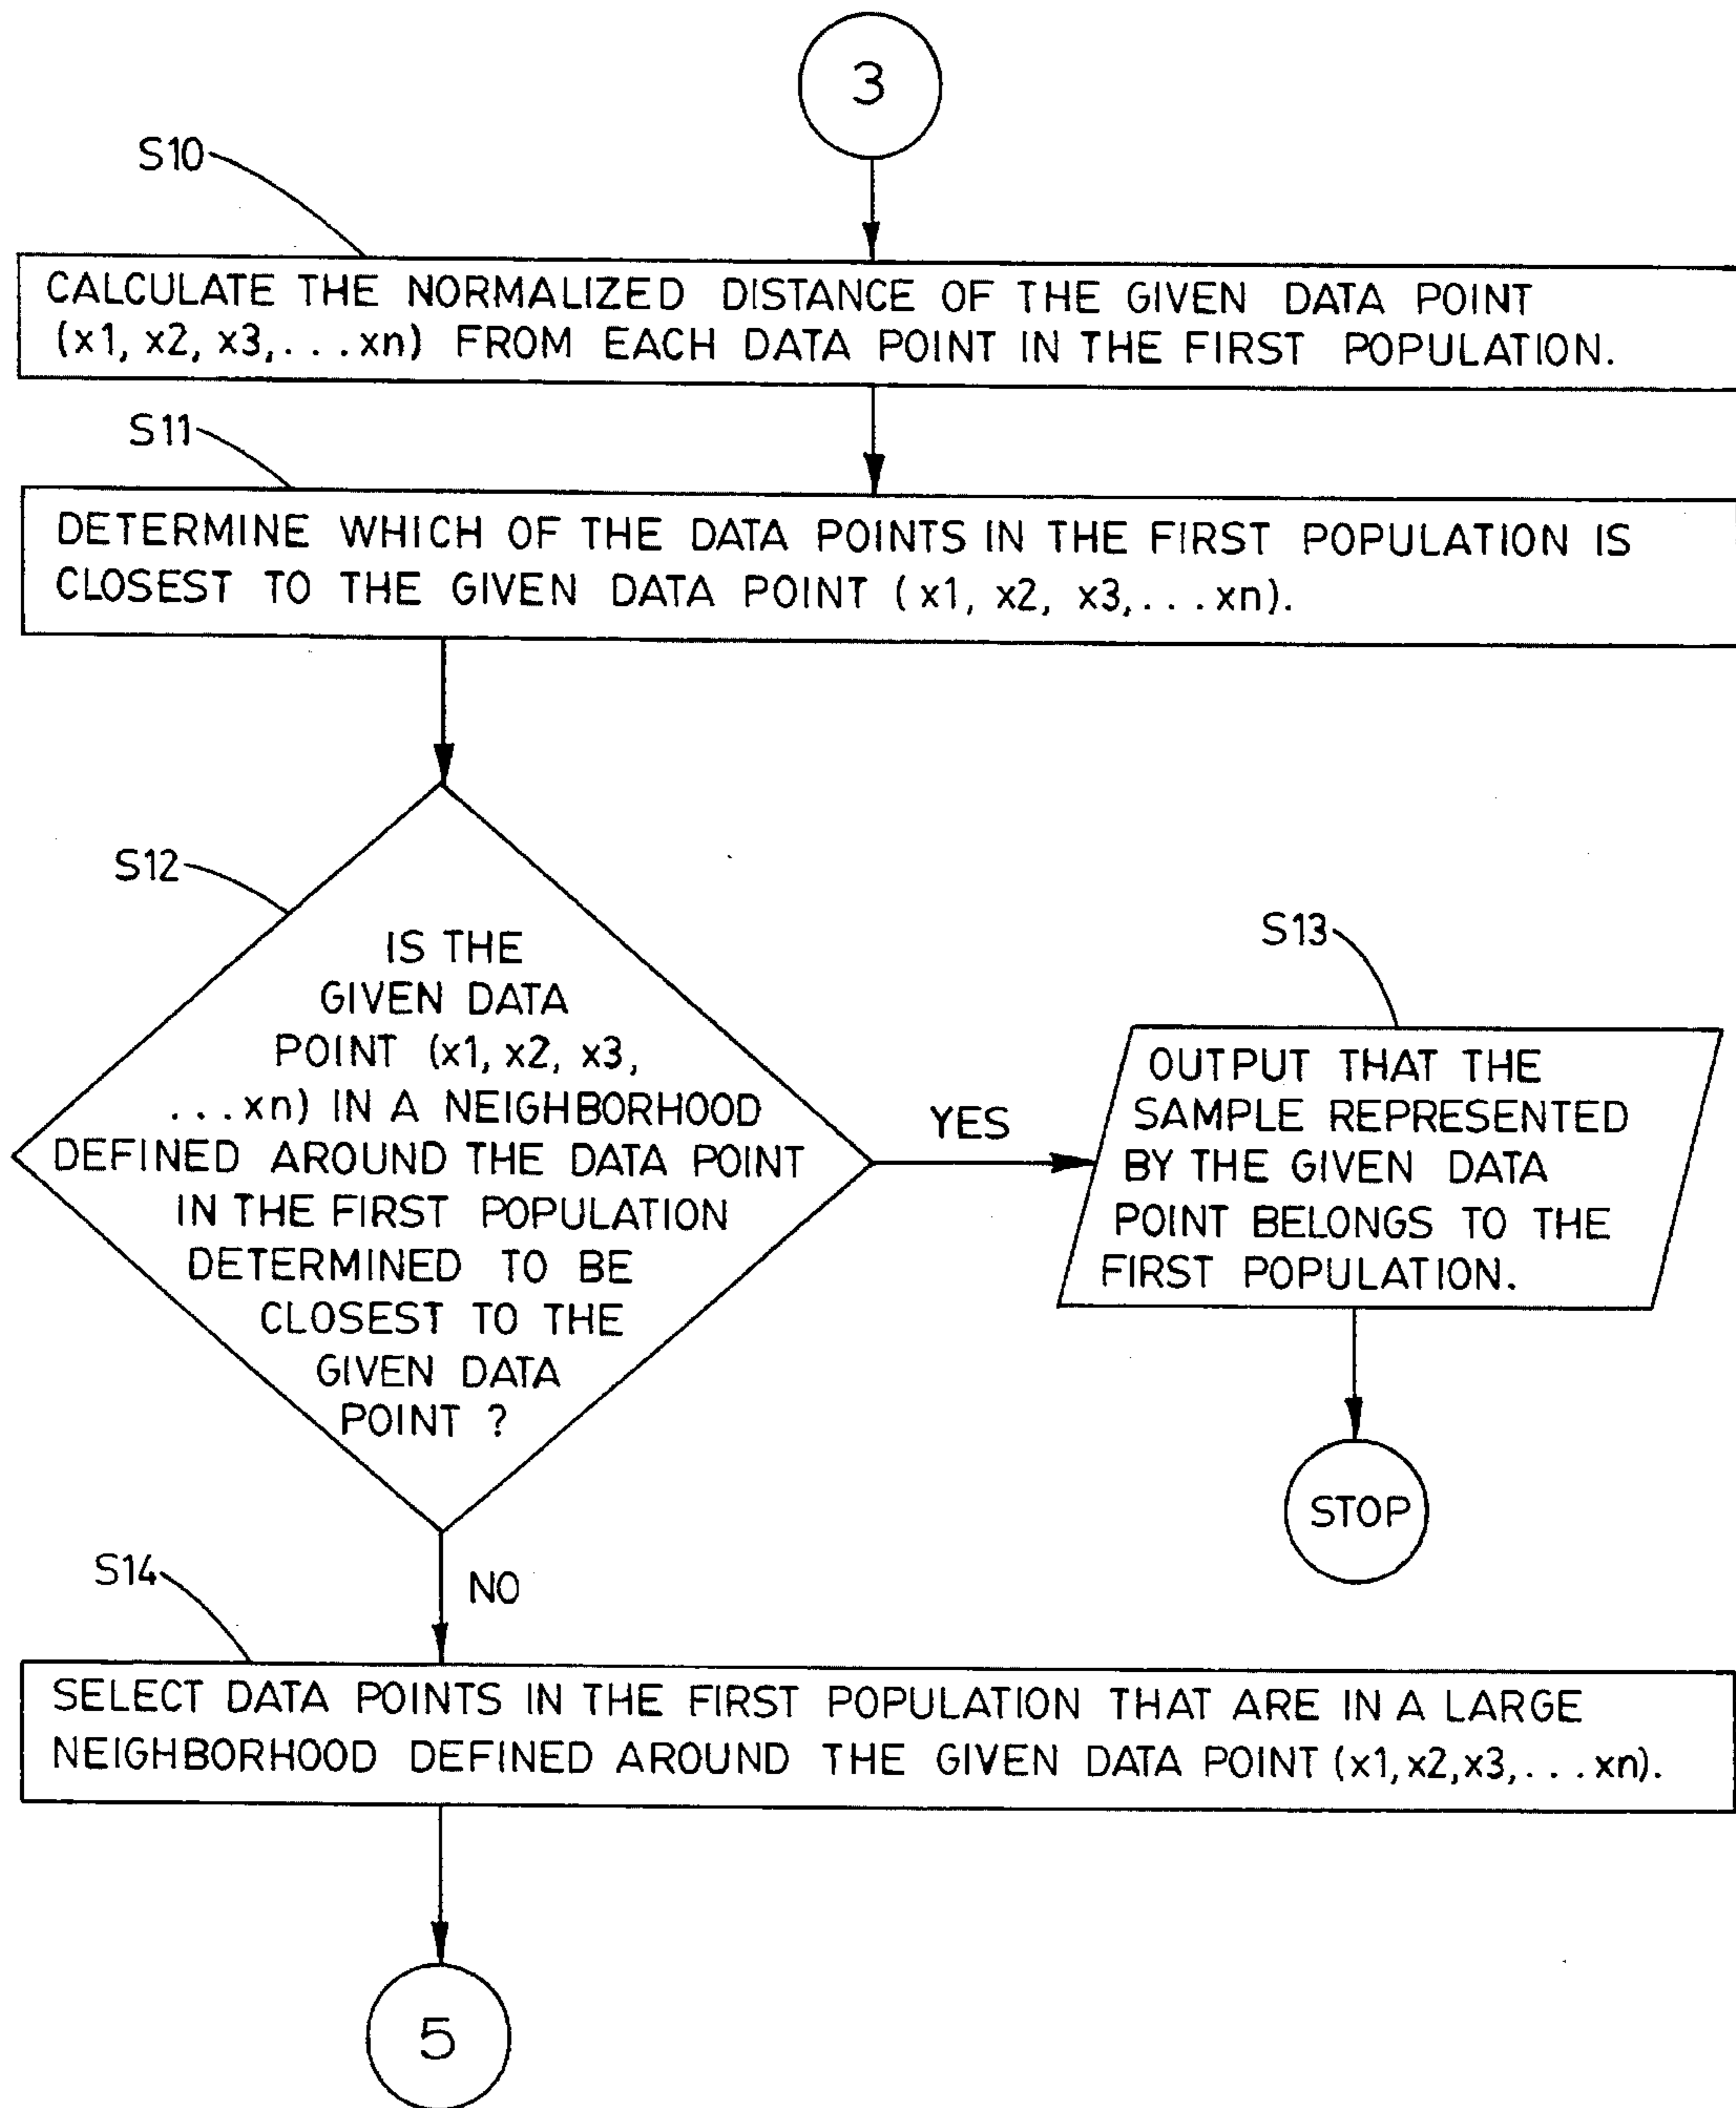 3
S10
CALCULATE THE NORMALIZED DISTANCE OF THE GIVEN DATA POINT
(x1, x2, x3,...xn) FROM EACH DATA POINT IN THE FIRST POPULATION.
S11
DETERMINE WHICH OF THE DATA POINTS IN THE FIRST POPULATION IS
CLOSEST TO THE GIVEN DATA POINT (x1, x2, x3,...xn).
S12
IS THE
GIVEN DATA
POINT (x1, x2, x3,
...xn) IN A NEIGHBORHOOD
DEFINED AROUND THE DATA POINT
IN THE FIRST POPULATION
DETERMINED TO BE
CLOSEST TO THE
GIVEN DATA
POINT ?
YES
S13
OUTPUT THAT THE
SAMPLE REPRESENTED
BY THE GIVEN DATA
POINT BELONGS TO THE
FIRST POPULATION.
STOP
NO
S14
SELECT DATA POINTS IN THE FIRST POPULATION THAT ARE IN A LARGE
NEIGHBORHOOD DEFINED AROUND THE GIVEN DATA POINT (x1,x2,x3,...xn).
5